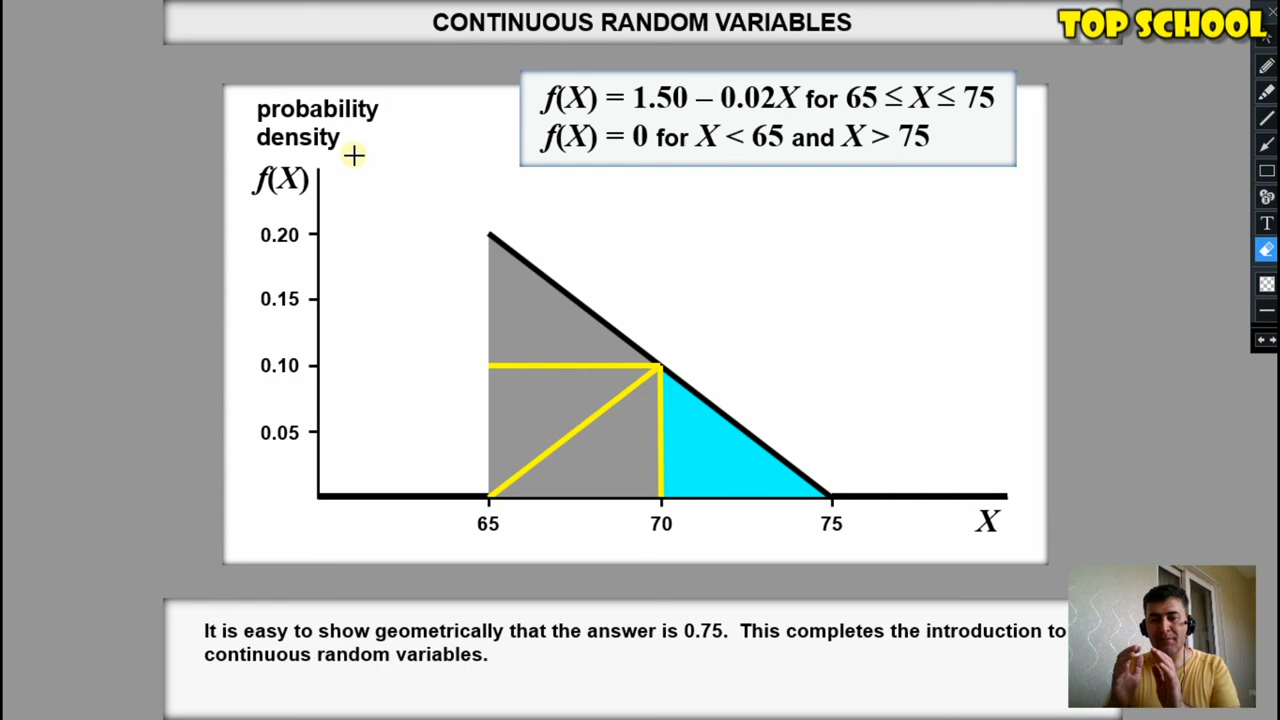 CONTINUOUS RANDOM VARIABLES
TOP SCHOOL
probability
density
f(X) = 1.50 – 0.02X for 65 ≤ X ≤ 75
f(X) = 0 for X < 65 and X > 75
f(X)
0.20
0.15
0.10
0.05
65
70
75
X
It is easy to show geometrically that the answer is 0.75. This completes the introduction to
continuous random variables.
T